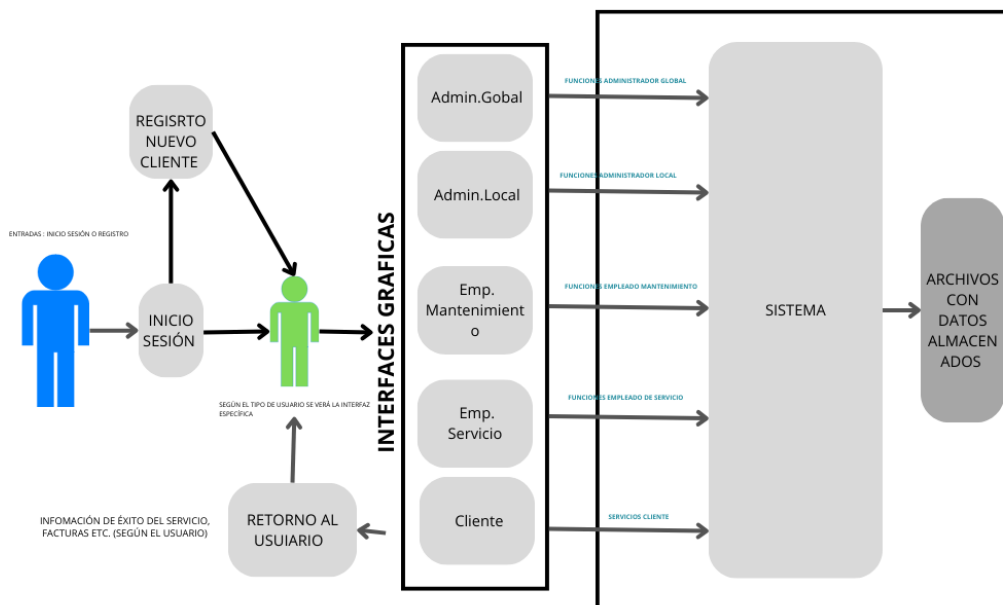 REGISRTO
NUEVO
CLIENTE
ENTRADAS : INICIO SESIÓN O REGISTRO
INICIO
SESIÓN
SEGÚN EL TIPO DE USUARIO SE VERÁ LA INTERFAZ
ESPECÍFICA
INFOMACIÓN DE ÉXITO DEL SERVICIO,
FACTURAS ETC. (SEGÚN EL USUARIO)
RETORNO AL
USUIARIO
INTERFACES GRAFICAS
Admin.Gobal
Admin.Local
Emp.
Mantenimient
o
Emp.
Servicio
Cliente
FUNCIONES ADMINISTRADOR GLOBAL
FUNCIONES ADMINISTRADOR LOCAL
FUNCIONES EMPLEADO MANTENIMIENTO
FUNCIONES EMPLEADO DE SERVICIO
SERVICIOS CLIENTE
SISTEMA
ARCHIVOS
CON
DATOS
ALMACEN
ADOS